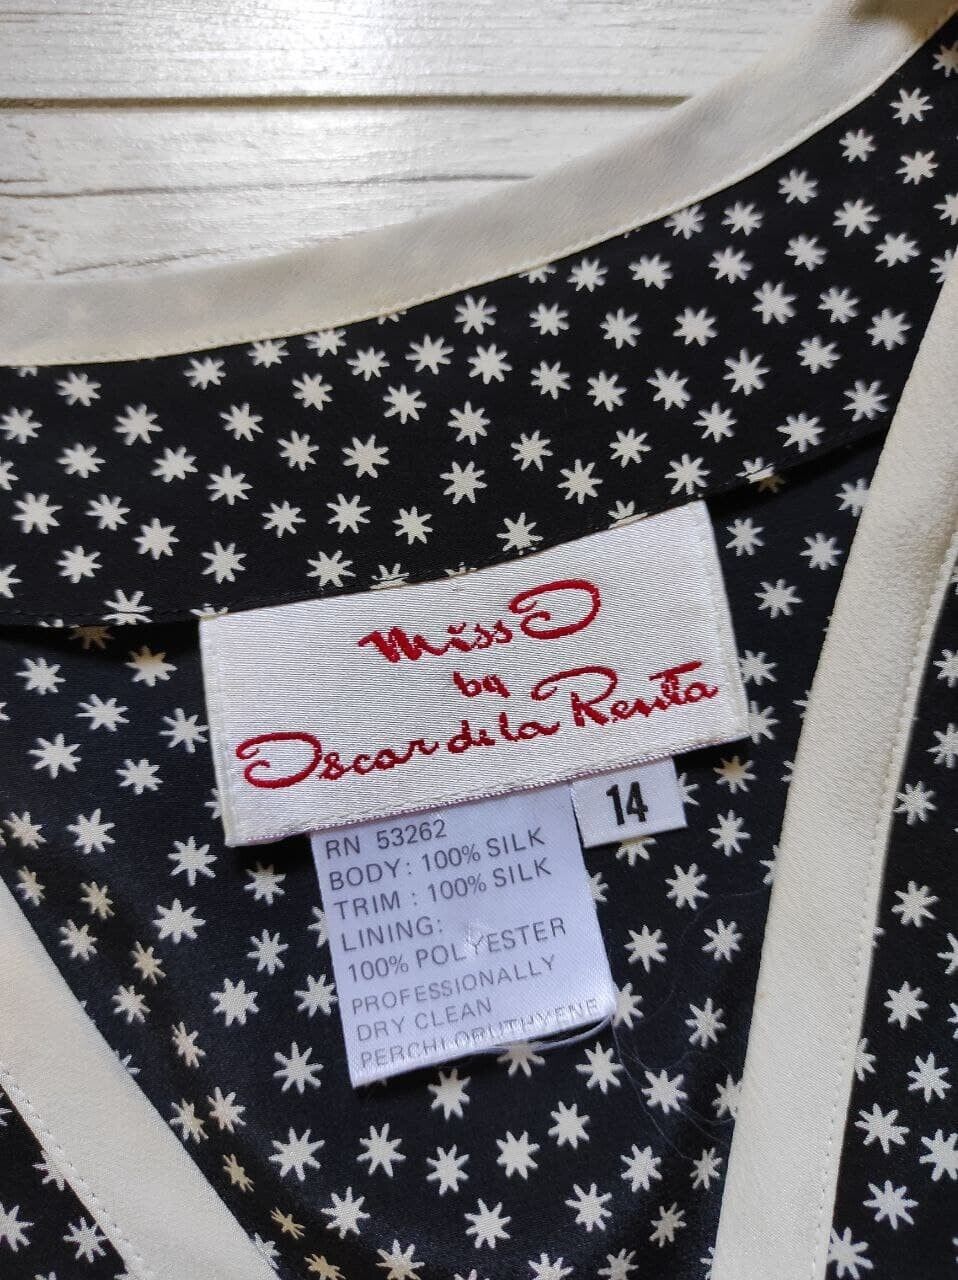 Miss O
by
Oscar de la Renta
14
RN 53262
BODY: 100% SILK
TRIM: 100% SILK
LINING:
100% POLYESTER
PROFESSIONALLY
DRY CLEAN